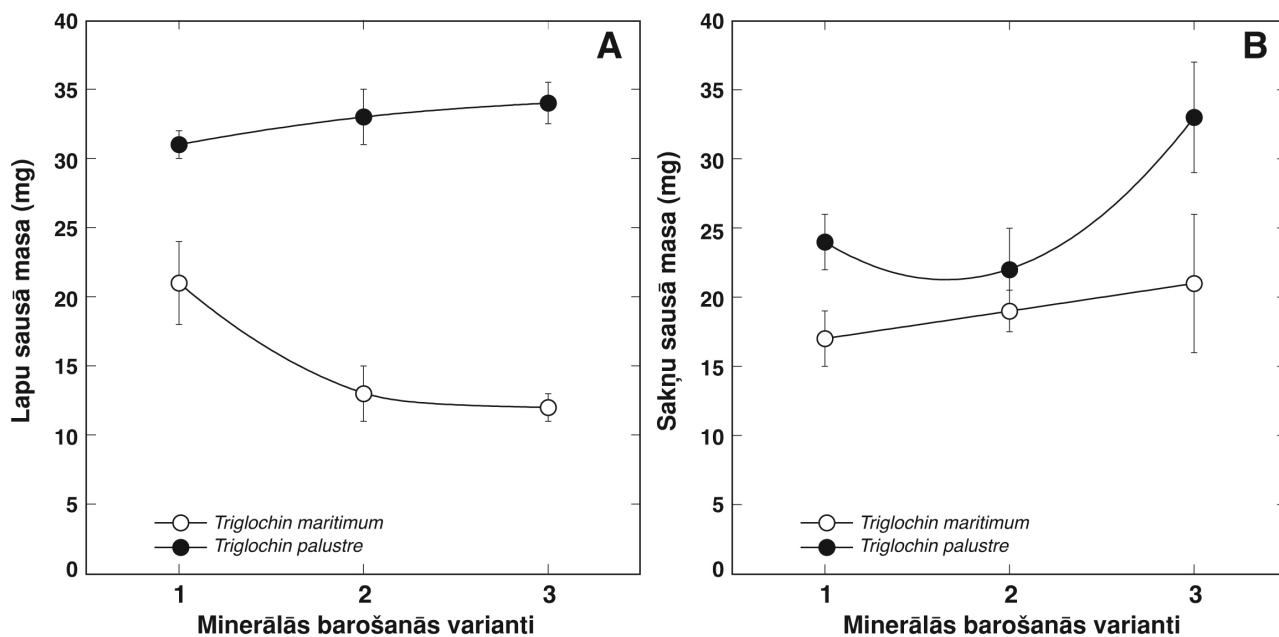 A
Lapu sausā masa (mg)
40
35
30
25
20
15
10
5
0
Triglochin maritimum
Triglochin palustre
1
2
3
Minerālās barošanās varianti
B
Sakņu sausā masa (mg)
40
35
30
25
20
15
10
5
0
Triglochin maritimum
Triglochin palustre
1
2
3
Minerālās barošanās varianti